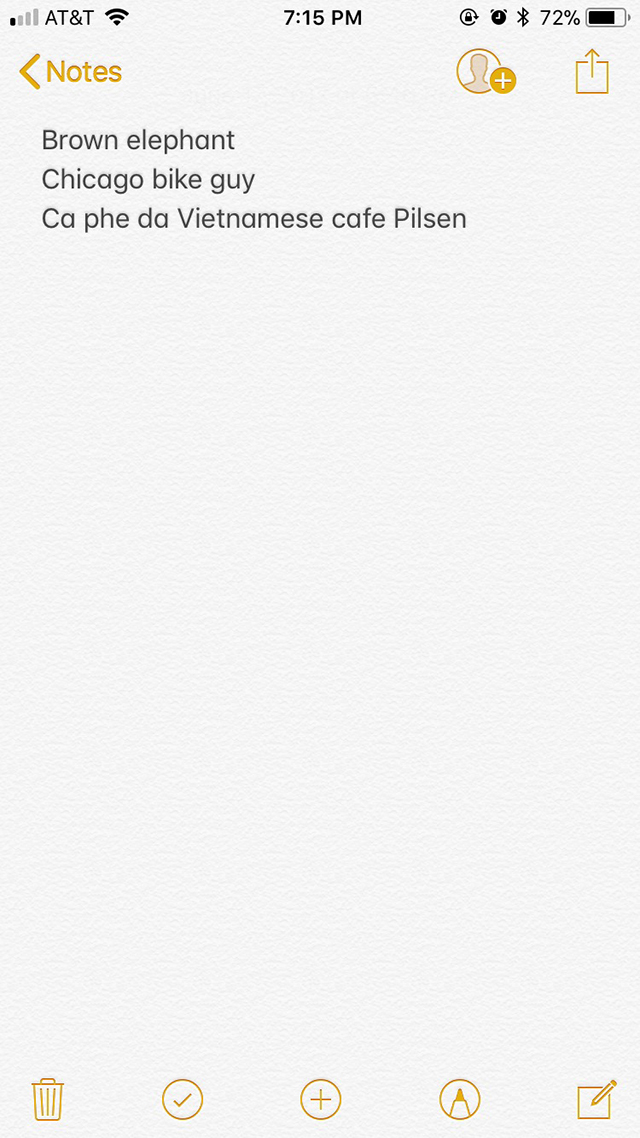 AT&T 7:15 PM 72%
Notes
Brown elephant
Chicago bike guy
Ca phe da Vietnamese cafe Pilsen